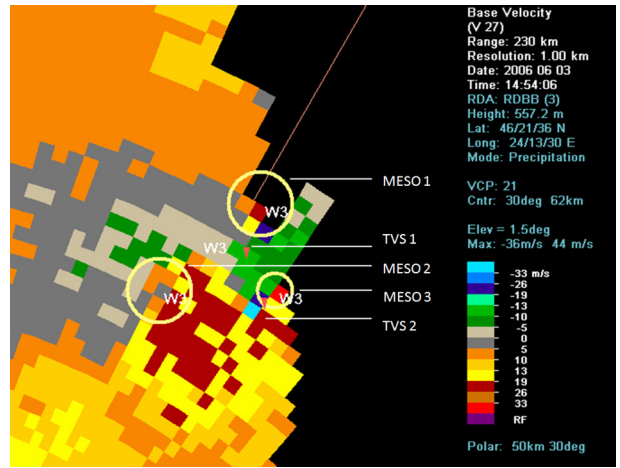 Base Velocity
(V 27)
Range: 230 km
Resolution: 1.00 km
Date: 2006 06 03
Time: 14:54:06
RDA: RDBB (3)
Height: 557.2 m
Lat: 46/21/36 N
Long: 24/13/30 E
Mode: Precipitation
VCP: 21
Cntr: 30deg 62km
Elev = 1.5deg
Max: -36m/s 44 m/s
-33 m/s
-26
-19
-13
-10
-5
0
5
10
13
19
26
33
RF
Polar: 50km 30deg
MESO 1
W3
TVS 1
W3
MESO 2
W3
W3
MESO 3
TVS 2